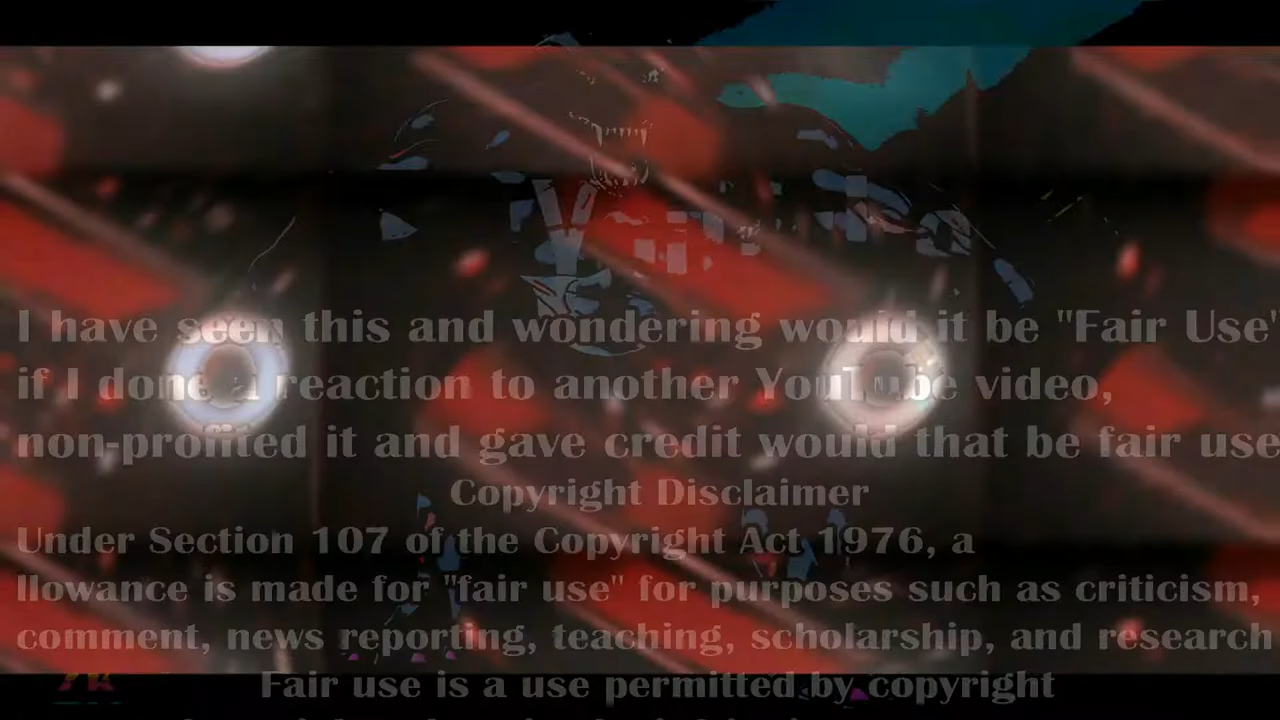 I have seen this and wondering would it be "Fair Use"
if I done a reaction to another YouTube video,
non-profited it and gave credit would that be fair use
Copyright Disclaimer
Under Section 107 of the Copyright Act 1976, a
llowance is made for "fair use" for purposes such as criticism,
comment, news reporting, teaching, scholarship, and research
Fair use is a use permitted by copyright